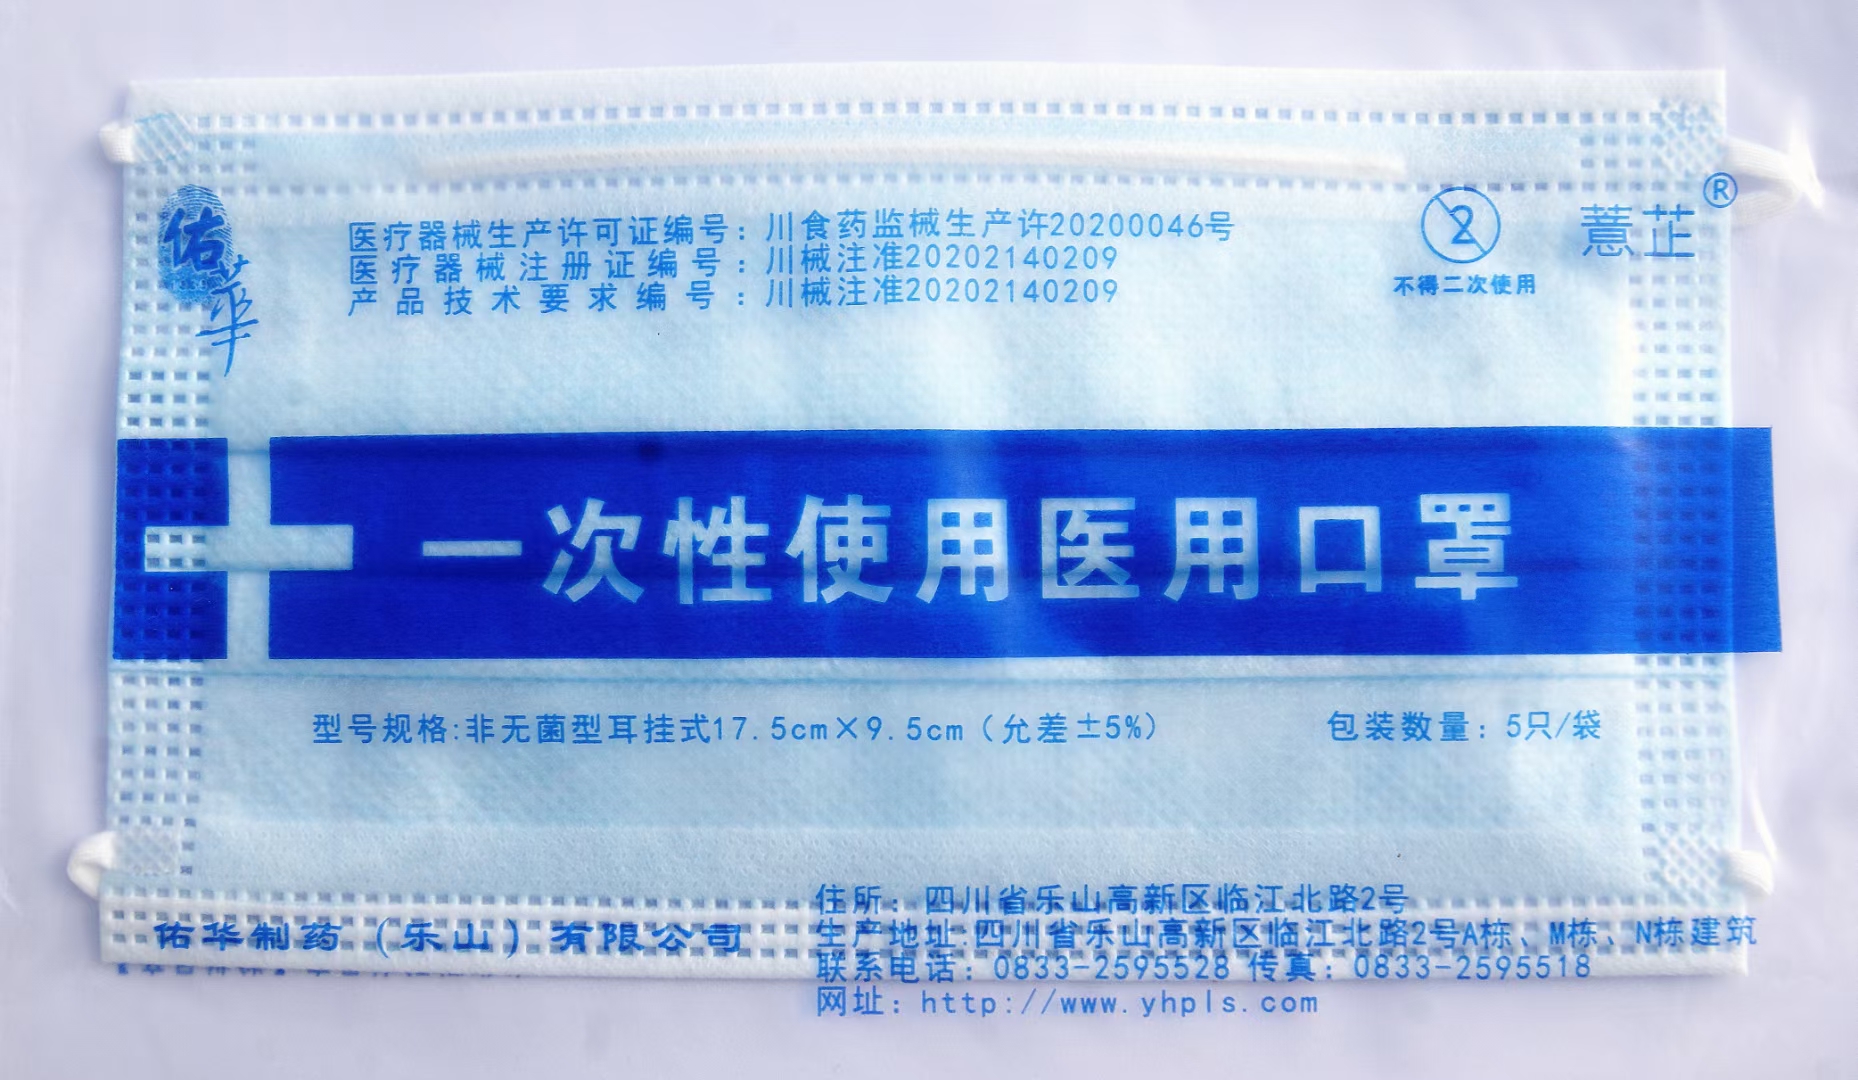 佑华
医疗器械生产许可证编号：川食药监械生产许20200046号
医疗器械注册证编号：川械注准20202140209
产品技术要求编号：川械注准20202140209
2
不得二次使用
薏芷®
一次性使用医用口罩
型号规格:非无菌型耳挂式17.5cm×9.5cm（允差±5%）
包装数量：5只/袋
佑华制药（乐山）有限公司
住所：四川省乐山高新区临江北路2号
生产地址:四川省乐山高新区临江北路2号A栋、M栋、N栋建筑
联系电话：0833-2595528 传真：0833-2595518
网址：http://www.yhpls.com